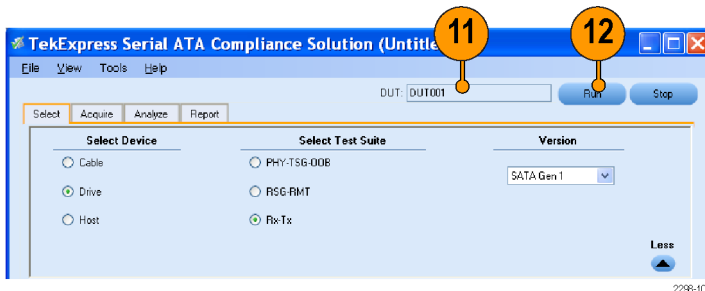 11 12
TekExpress Serial ATA Compliance Solution (Untitle
File View Tools Help
DUT: DUT001 Run Stop
Select Acquire Analyze Report
Select Device Select Test Suite Version
Cable PHY-TSG-OOB
SATA Gen 1
Drive RSG-RMT
Host Rx-Tx
Less
2298-10